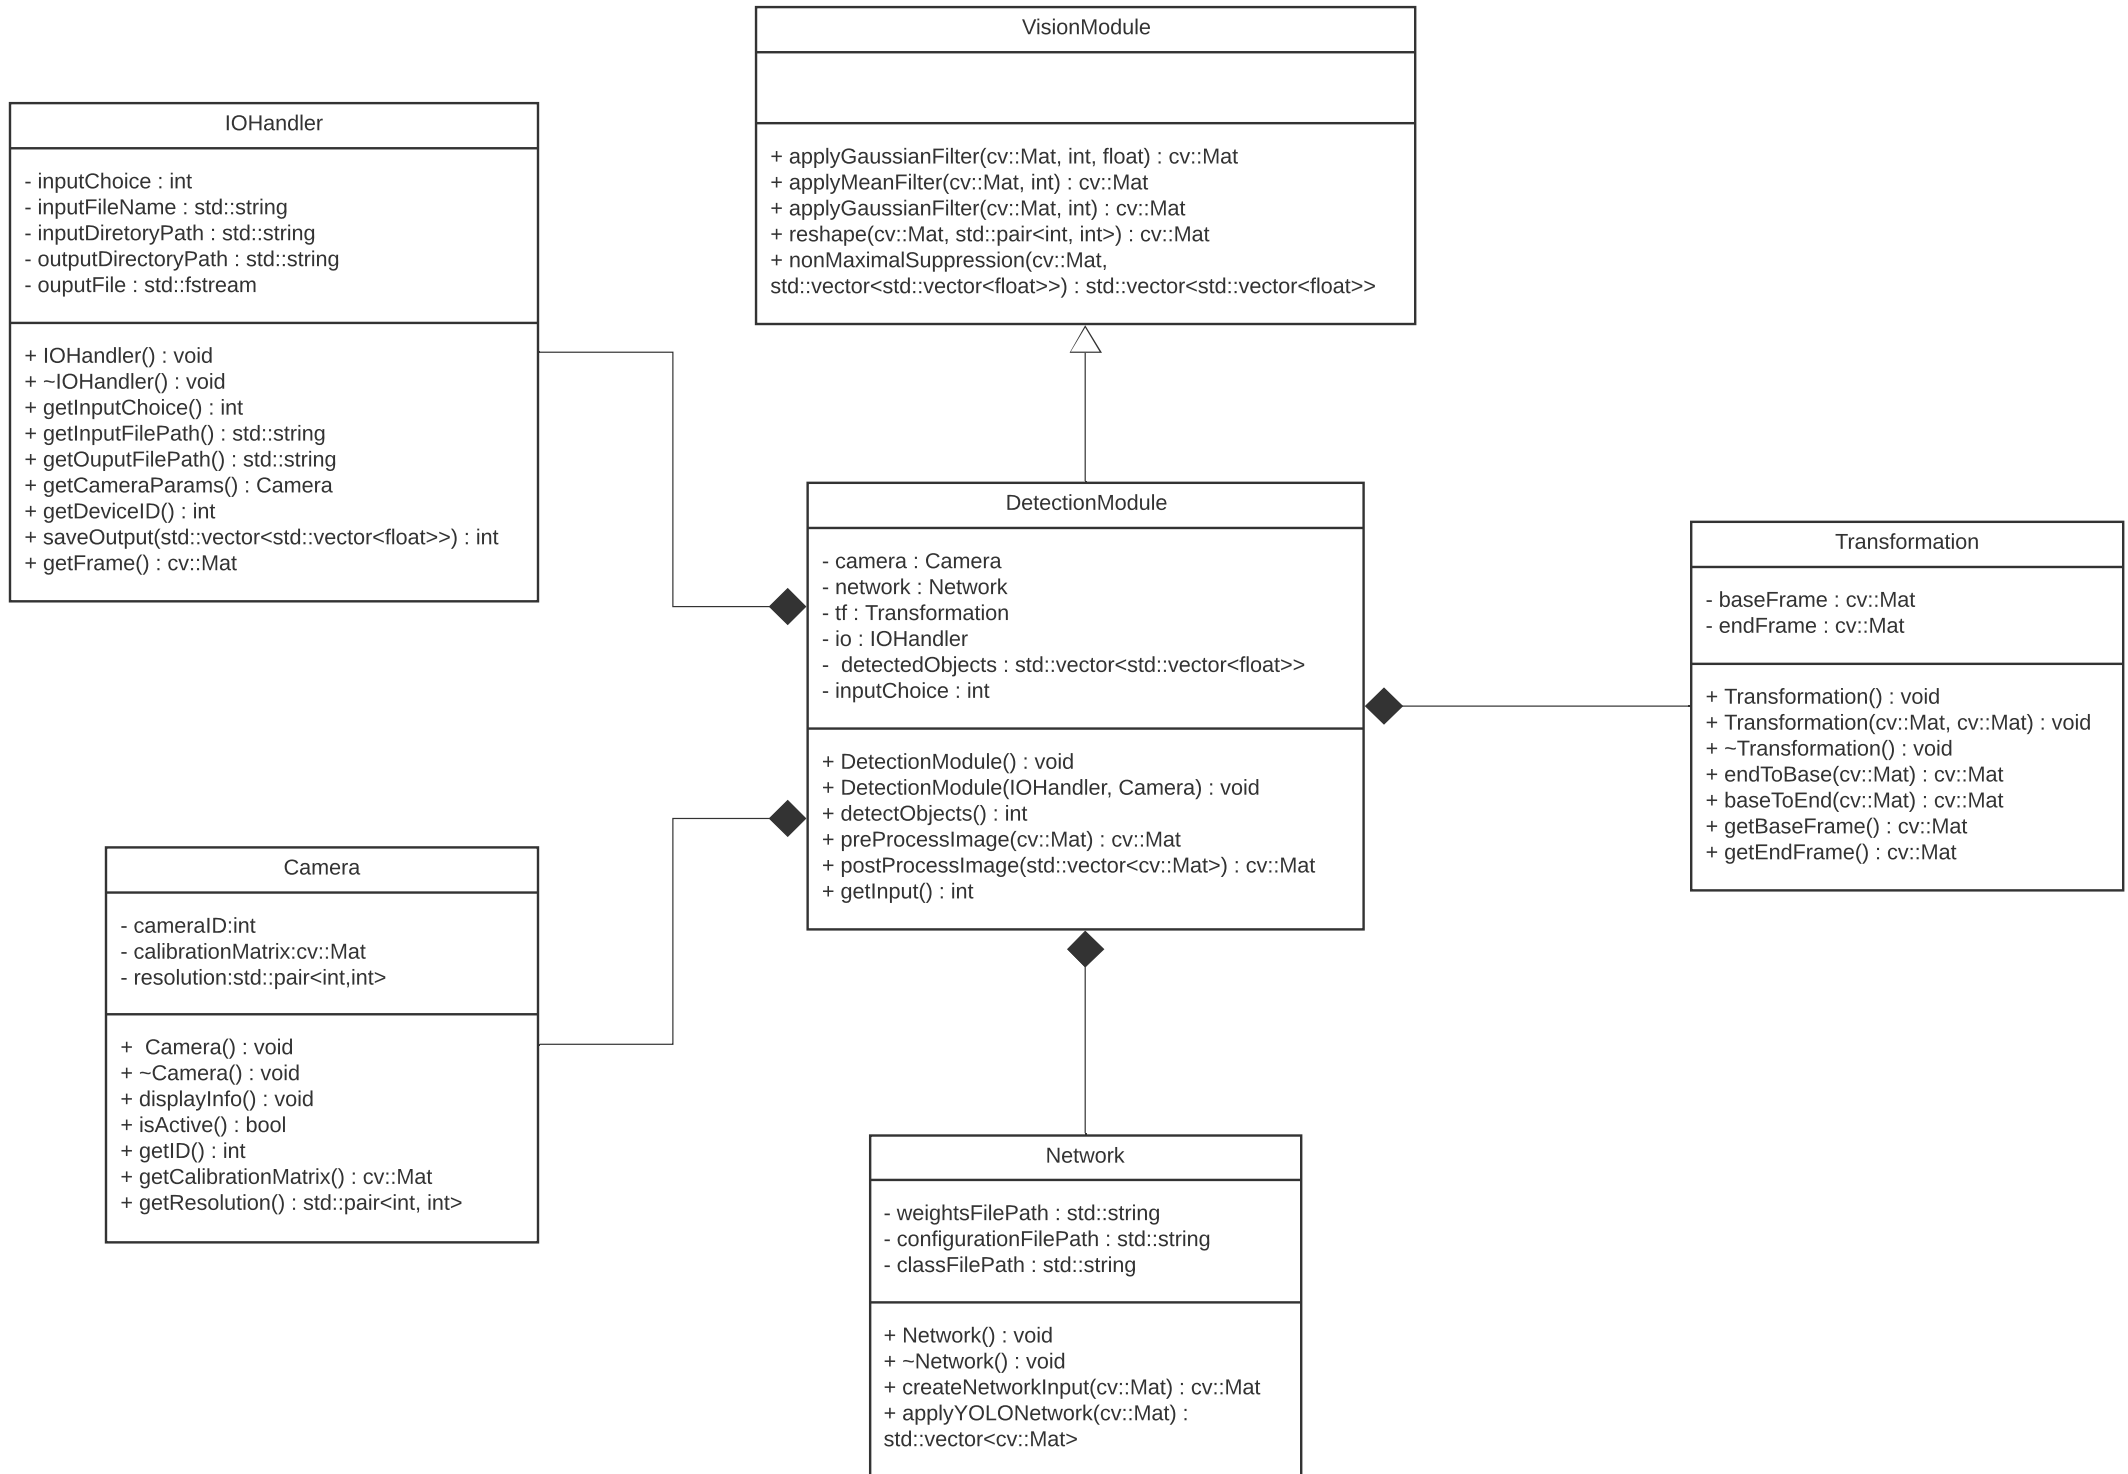 VisionModule
+ applyGaussianFilter(cv::Mat, int, float) : cv::Mat
+ applyMeanFilter(cv::Mat, int) : cv::Mat
+ applyGaussianFilter(cv::Mat, int) : cv::Mat
+ reshape(cv::Mat, std::pair<int, int>) : cv::Mat
+ nonMaximalSuppression(cv::Mat,
std::vector<std::vector<float>>) : std::vector<std::vector<float>>
IOHandler
- inputChoice : int
- inputFileName : std::string
- inputDiretoryPath : std::string
- outputDirectoryPath : std::string
- ouputFile : std::fstream
+ IOHandler() : void
+ ~IOHandler() : void
+ getInputChoice() : int
+ getInputFilePath() : std::string
+ getOuputFilePath() : std::string
+ getCameraParams() : Camera
+ getDeviceID() : int
+ saveOutput(std::vector<std::vector<float>>) : int
+ getFrame() : cv::Mat
DetectionModule
- camera : Camera
- network : Network
- tf : Transformation
- io : IOHandler
-  detectedObjects : std::vector<std::vector<float>>
- inputChoice : int
+ DetectionModule() : void
+ DetectionModule(IOHandler, Camera) : void
+ detectObjects() : int
+ preProcessImage(cv::Mat) : cv::Mat
+ postProcessImage(std::vector<cv::Mat>) : cv::Mat
+ getInput() : int
Transformation
- baseFrame : cv::Mat
- endFrame : cv::Mat
+ Transformation() : void
+ Transformation(cv::Mat, cv::Mat) : void
+ ~Transformation() : void
+ endToBase(cv::Mat) : cv::Mat
+ baseToEnd(cv::Mat) : cv::Mat
+ getBaseFrame() : cv::Mat
+ getEndFrame() : cv::Mat
Camera
- cameraID:int
- calibrationMatrix:cv::Mat
- resolution:std::pair<int,int>
+  Camera() : void
+ ~Camera() : void
+ displayInfo() : void
+ isActive() : bool
+ getID() : int
+ getCalibrationMatrix() : cv::Mat
+ getResolution() : std::pair<int, int>
Network
- weightsFilePath : std::string
- configurationFilePath : std::string
- classFilePath : std::string
+ Network() : void
+ ~Network() : void
+ createNetworkInput(cv::Mat) : cv::Mat
+ applyYOLONetwork(cv::Mat) :
std::vector<cv::Mat>